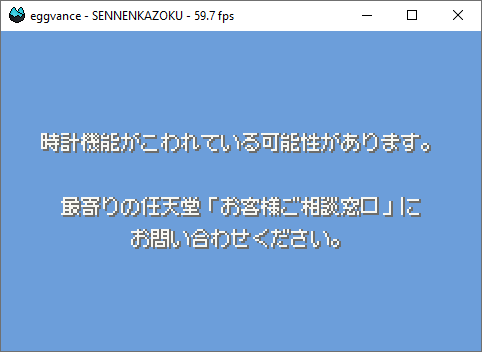 eggvance - SENNENKAZOKU - 59.7 fps
時計機能がこわれている可能性があります。
最寄りの任天堂「お客様ご相談窓口」に
お問い合わせください。